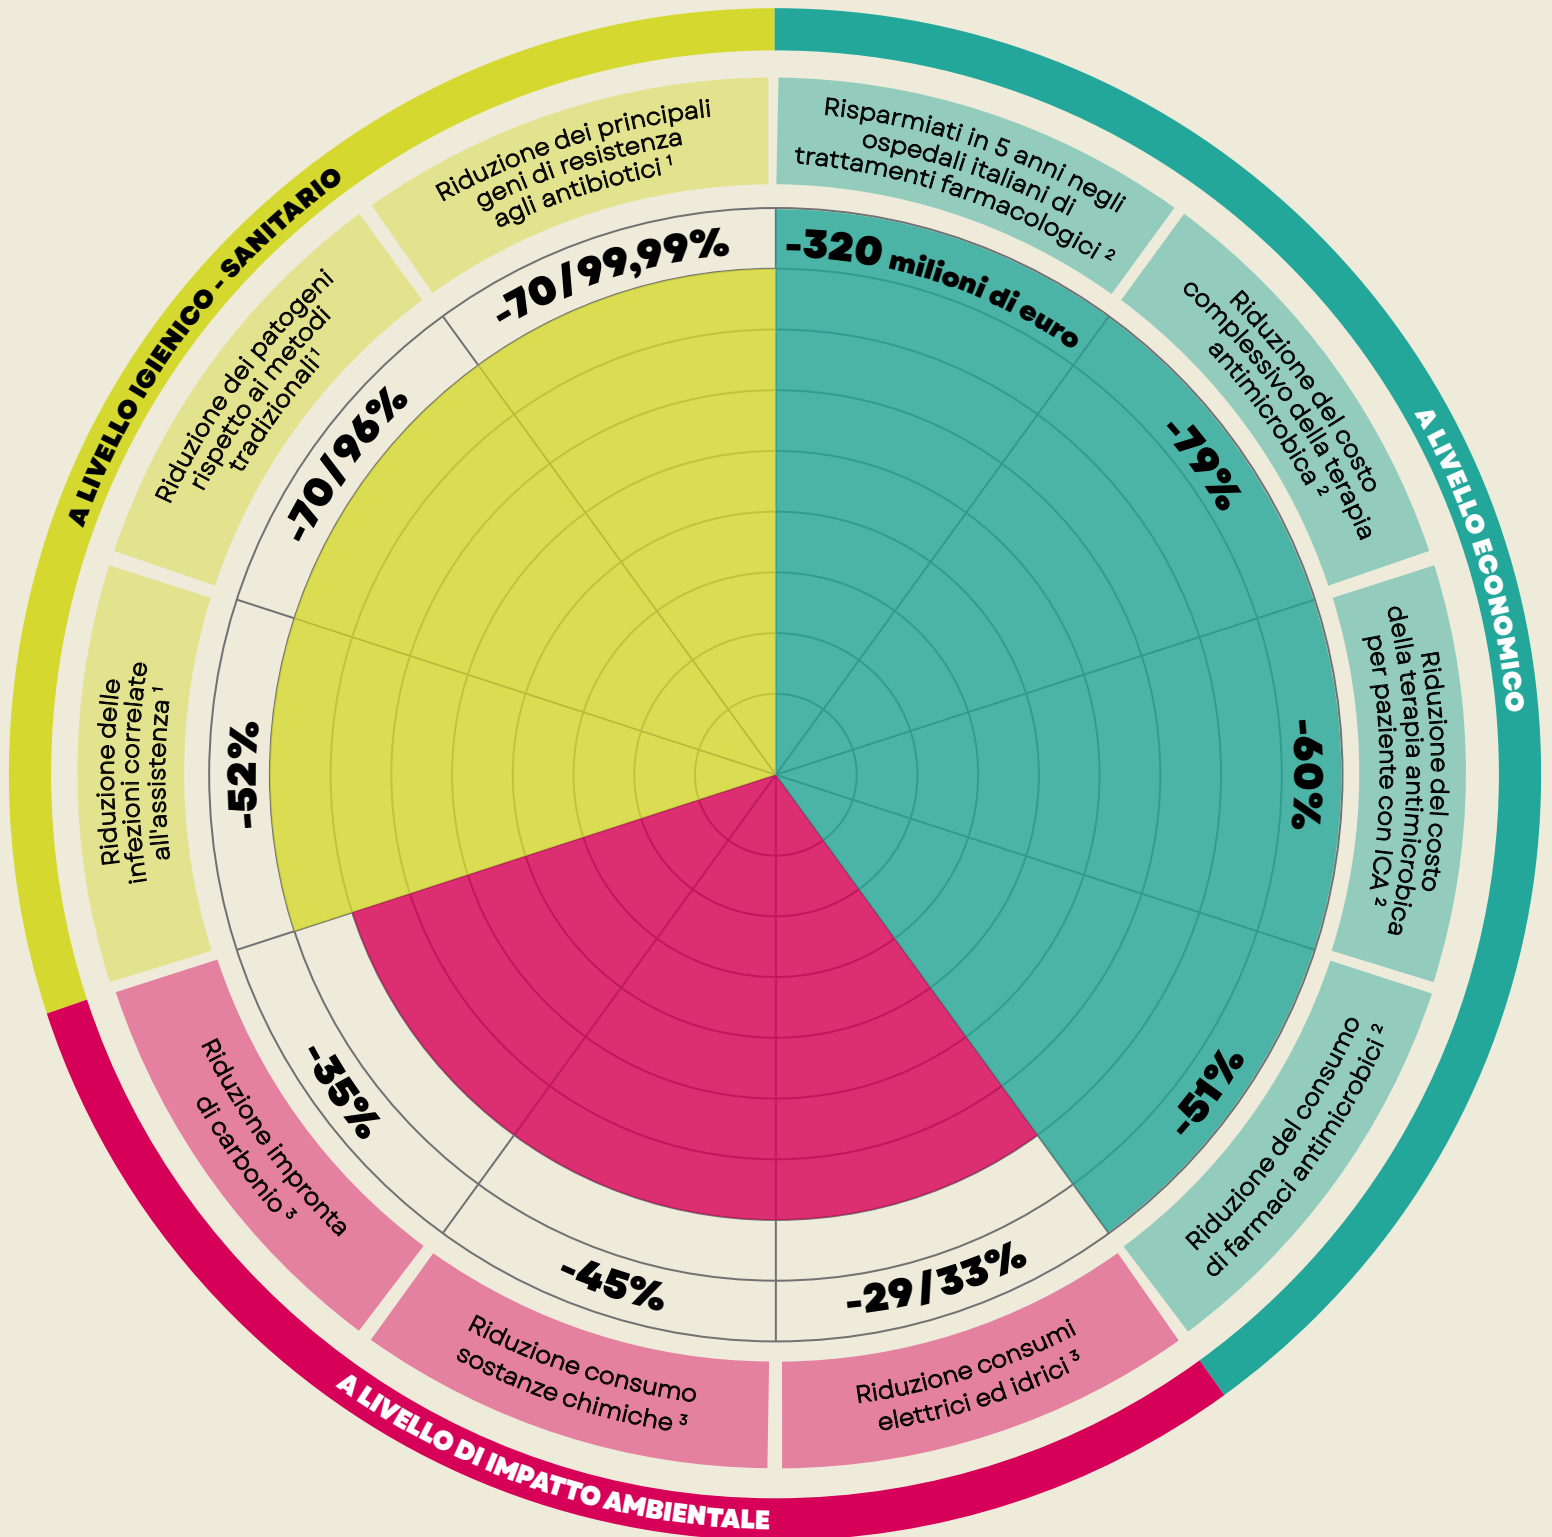 A LIVELLO ECONOMICO
Risparmiati in 5 anni negli
ospedali italiani di
trattamenti farmacologici ²
-320 milioni di euro
Riduzione del costo
complessivo della terapia
antimicrobica ²
-79%
Riduzione del costo
della terapia antimicrobica
per paziente con ICA ²
-60%
Riduzione del consumo
di farmaci antimicrobici ²
-51%
A LIVELLO DI IMPATTO AMBIENTALE
Riduzione consumi
elettrici ed idrici ³
-29/33%
Riduzione consumo
sostanze chimiche ³
-45%
Riduzione impronta
di carbonio ³
-35%
A LIVELLO IGIENICO - SANITARIO
Riduzione delle
infezioni correlate
all'assistenza ¹
-52%
Riduzione dei patogeni
rispetto ai metodi
tradizionali ¹
-70/96%
Riduzione dei principali
geni di resistenza
agli antibiotici ¹
-70/99,99%